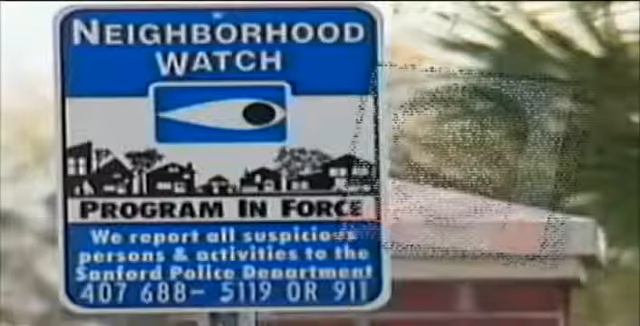 NEIGHBORHOOD
WATCH
PROGRAM IN FORCE
We report all suspicious
persons & activities to the
Sanford Police Department
407 688- 5119 OR 911